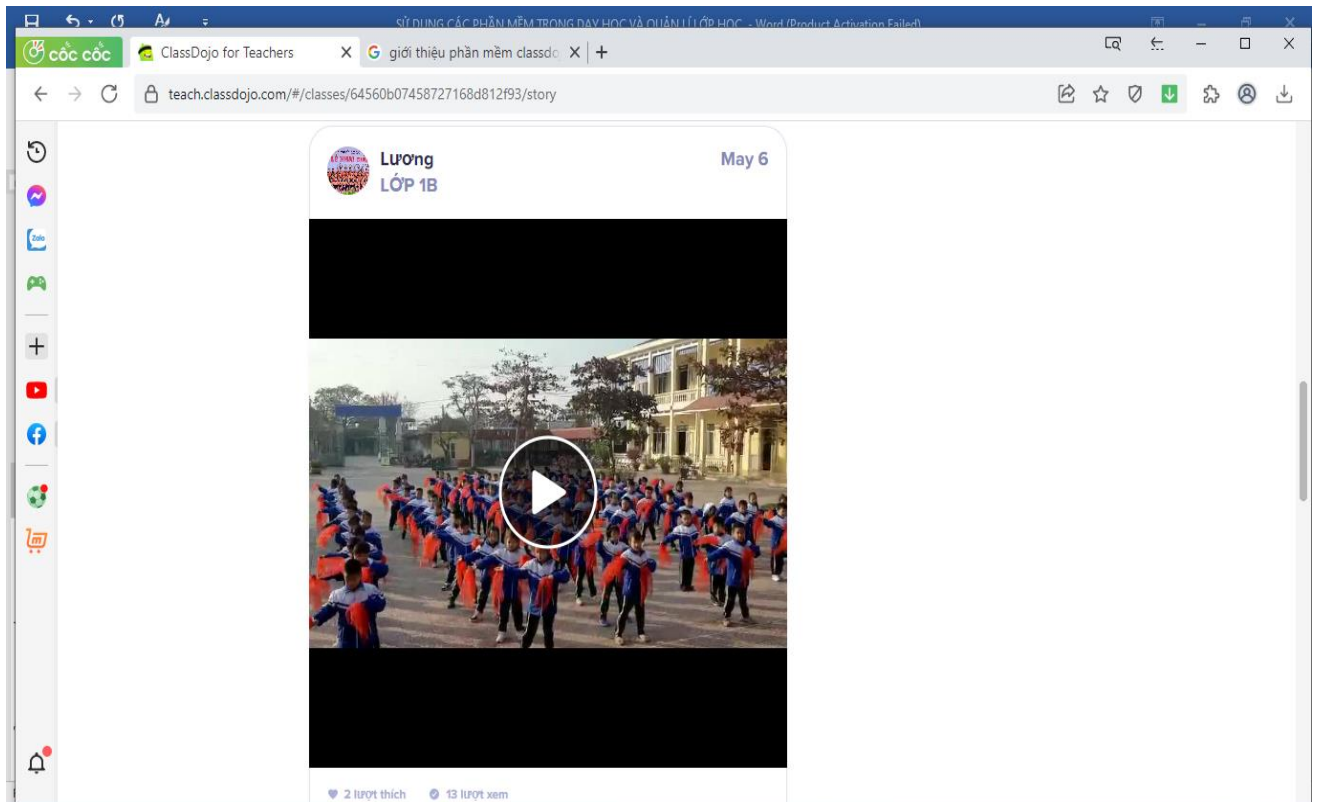 SỬ DỤNG CÁC PHẦN MỀM TRONG DẠY HỌC VÀ QUẢN LÍ LỚP HỌC - Word (Product Activation Failed)
cốc cốc
ClassDojo for Teachers
giới thiệu phần mềm classdo
teach.classdojo.com/#/classes/64560b07458727168d812f93/story
Zalo
Lương
May 6
LỚP 1B
2 lượt thích
13 lượt xem